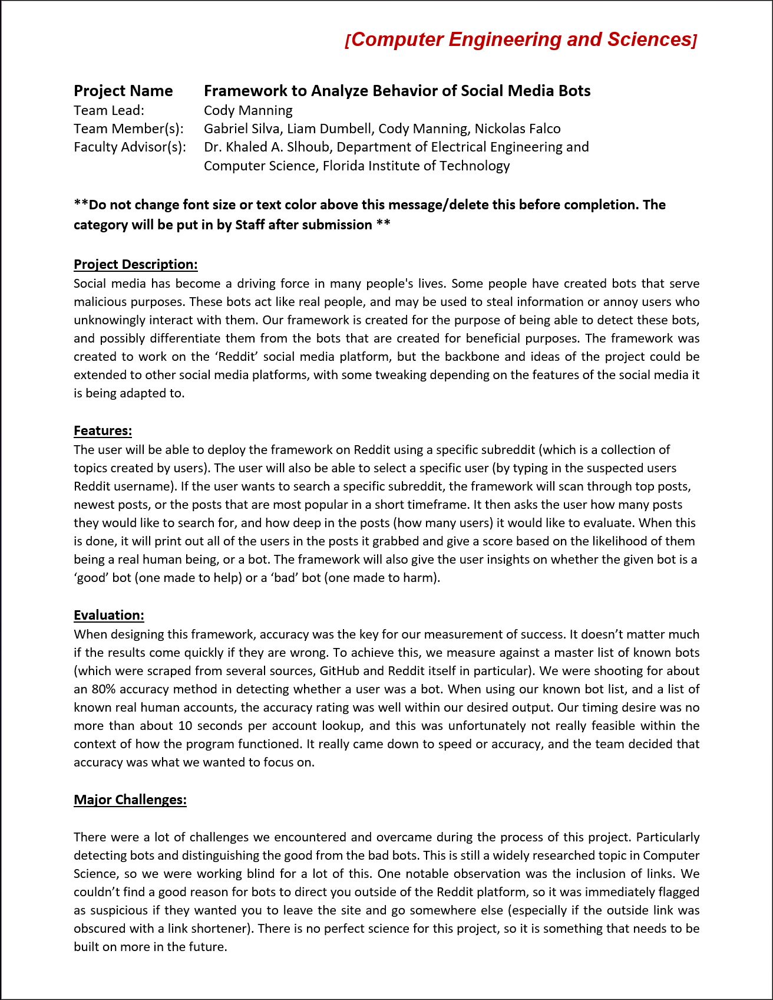 [Computer Engineering and Sciences]
Project Name Framework to Analyze Behavior of Social Media Bots
Team Lead: Cody Manning
Team Member(s): Gabriel Silva, Liam Dumbell, Cody Manning, Nickolas Falco
Faculty Advisor(s): Dr. Khaled A. Slhoub, Department of Electrical Engineering and
Computer Science, Florida Institute of Technology
**Do not change font size or text color above this message/delete this before completion. The
category will be put in by Staff after submission **
Project Description:
Social media has become a driving force in many people's lives. Some people have created bots that serve
malicious purposes. These bots act like real people, and may be used to steal information or annoy users who
unknowingly interact with them. Our framework is created for the purpose of being able to detect these bots,
and possibly differentiate them from the bots that are created for beneficial purposes. The framework was
created to work on the ‘Reddit’ social media platform, but the backbone and ideas of the project could be
extended to other social media platforms, with some tweaking depending on the features of the social media it
is being adapted to.
Features:
The user will be able to deploy the framework on Reddit using a specific subreddit (which is a collection of
topics created by users). The user will also be able to select a specific user (by typing in the suspected users
Reddit username). If the user wants to search a specific subreddit, the framework will scan through top posts,
newest posts, or the posts that are most popular in a short timeframe. It then asks the user how many posts
they would like to search for, and how deep in the posts (how many users) it would like to evaluate. When this
is done, it will print out all of the users in the posts it grabbed and give a score based on the likelihood of them
being a real human being, or a bot. The framework will also give the user insights on whether the given bot is a
‘good’ bot (one made to help) or a ‘bad’ bot (one made to harm).
Evaluation:
When designing this framework, accuracy was the key for our measurement of success. It doesn’t matter much
if the results come quickly if they are wrong. To achieve this, we measure against a master list of known bots
(which were scraped from several sources, GitHub and Reddit itself in particular). We were shooting for about
an 80% accuracy method in detecting whether a user was a bot. When using our known bot list, and a list of
known real human accounts, the accuracy rating was well within our desired output. Our timing desire was no
more than about 10 seconds per account lookup, and this was unfortunately not really feasible within the
context of how the program functioned. It really came down to speed or accuracy, and the team decided that
accuracy was what we wanted to focus on.
Major Challenges:
There were a lot of challenges we encountered and overcame during the process of this project. Particularly
detecting bots and distinguishing the good from the bad bots. This is still a widely researched topic in Computer
Science, so we were working blind for a lot of this. One notable observation was the inclusion of links. We
couldn’t find a good reason for bots to direct you outside of the Reddit platform, so it was immediately flagged
as suspicious if they wanted you to leave the site and go somewhere else (especially if the outside link was
obscured with a link shortener). There is no perfect science for this project, so it is something that needs to be
built on more in the future.